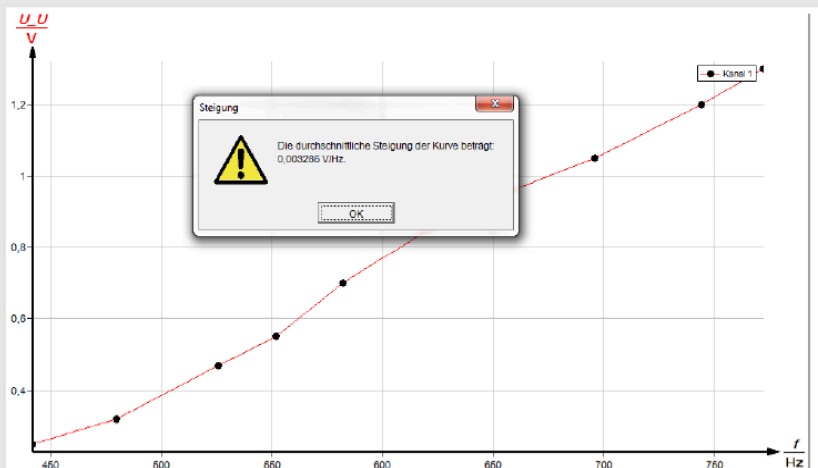 U_U
V
Kanal 1
Steigung
Die durchschnittliche Steigung der Kurve beträgt:
0,003286 V/Hz.
OK
1,2
1
0,8
0,6
0,4
450
500
550
600
650
700
750
f
Hz